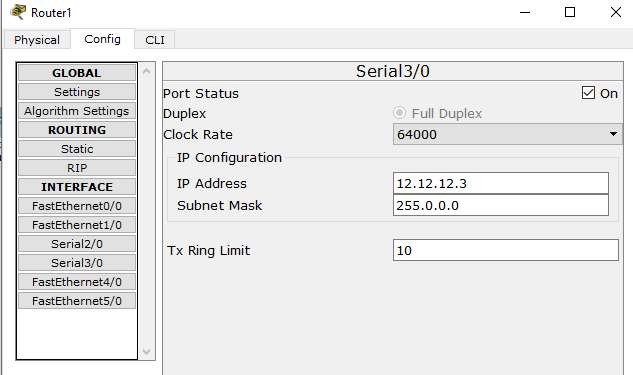 Router1
Physical Config CLI
GLOBAL
Settings
Algorithm Settings
ROUTING
Static
RIP
INTERFACE
FastEthernet0/0
FastEthernet1/0
Serial2/0
Serial3/0
FastEthernet4/0
FastEthernet5/0
Serial3/0
Port Status On
Duplex Full Duplex
Clock Rate 64000
IP Configuration
IP Address 12.12.12.3
Subnet Mask 255.0.0.0
Tx Ring Limit 10